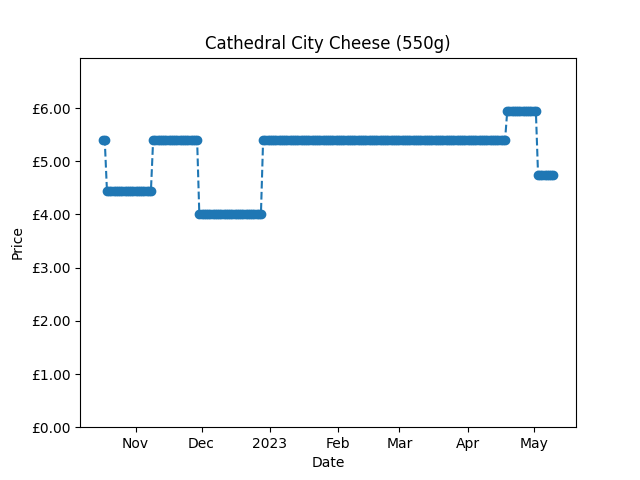 Cathedral City Cheese (550g)
£6.00
£5.00
£4.00
£3.00
£2.00
£1.00
£0.00
Price
Nov Dec 2023 Feb Mar Apr May
Date